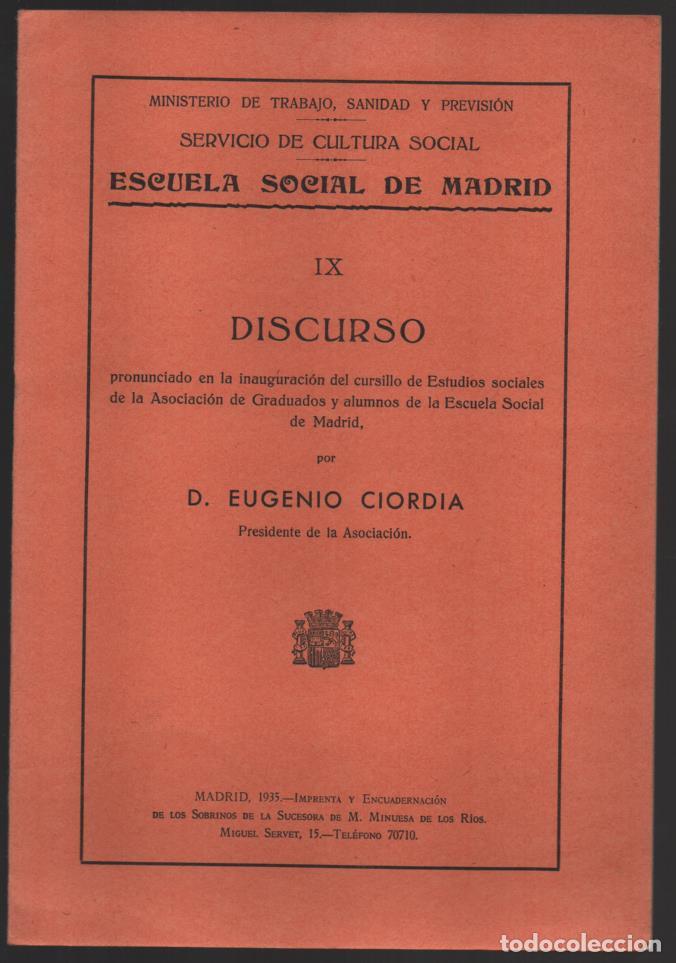 MINISTERIO DE TRABAJO, SANIDAD Y PREVISIÓN
SERVICIO DE CULTURA SOCIAL
ESCUELA SOCIAL DE MADRID
IX
DISCURSO
pronunciado en la inauguración del cursillo de Estudios sociales
de la Asociación de Graduados y alumnos de la Escuela Social
de Madrid,
por
D. EUGENIO CIORDIA
Presidente de la Asociación.
MADRID, 1935.—Imprenta y Encuadernación
de los Sobrinos de la Sucesora de M. Minuesa de los Ríos.
Miguel Servet, 15.—Teléfono 70710.
todocoleccion